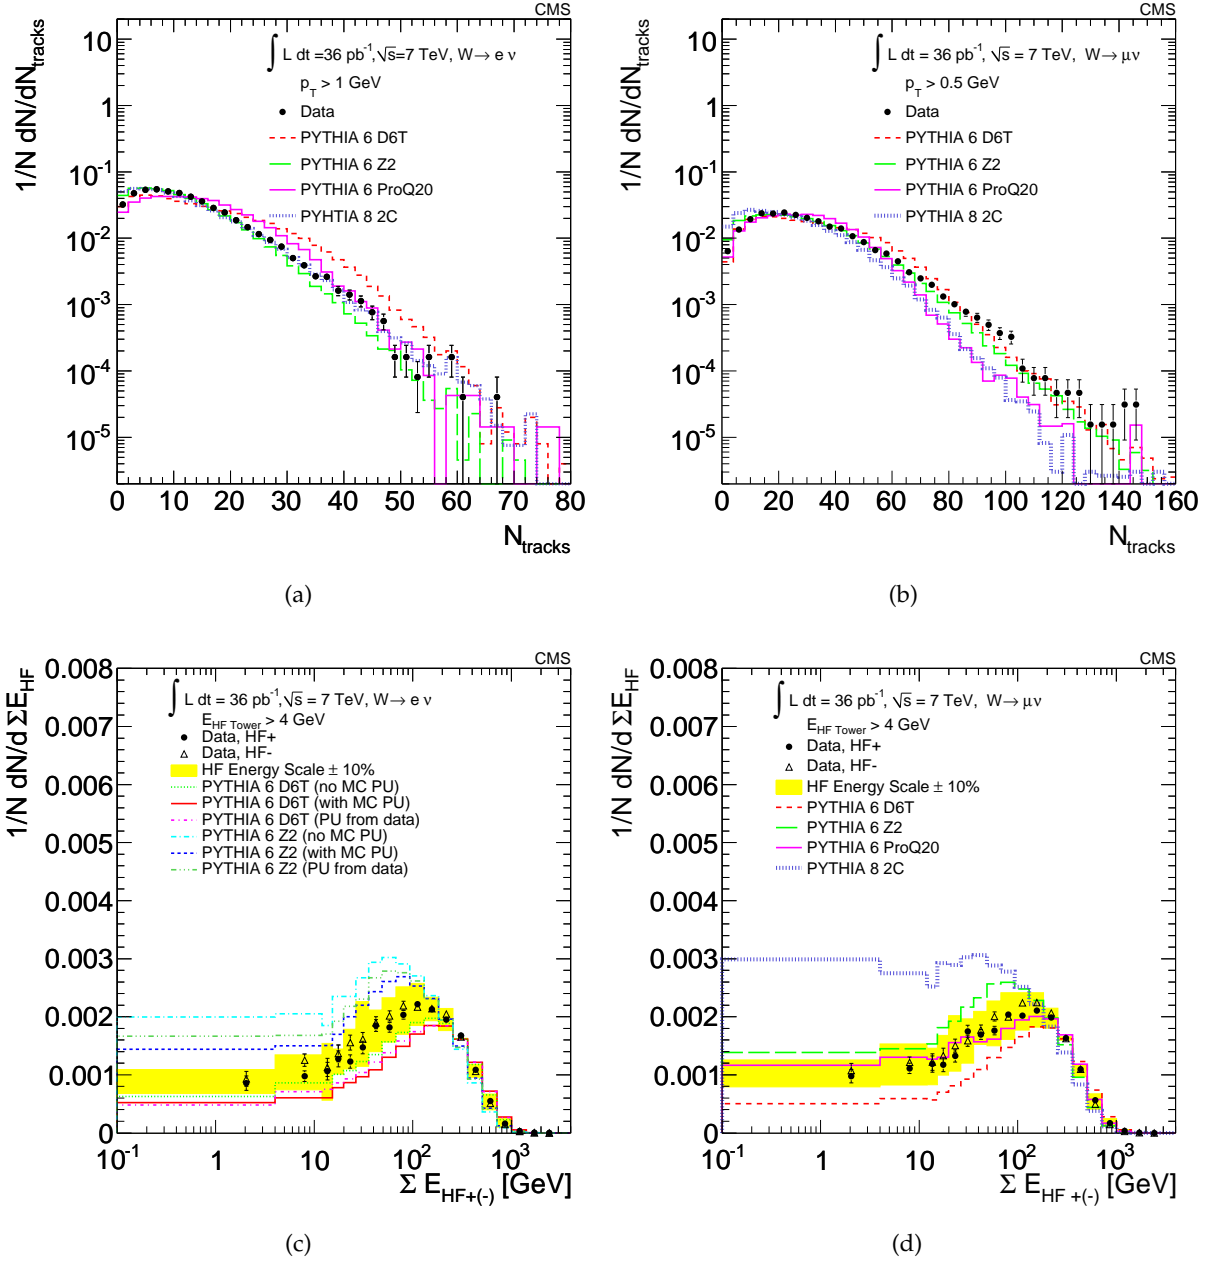 CMS
1/N dN/dN_tracks
∫ L dt =36 pb⁻¹,√s=7 TeV, W→ e ν
p_T > 1 GeV
Data
PYTHIA 6 D6T
PYTHIA 6 Z2
PYTHIA 6 ProQ20
PYHTIA 8 2C
10
1
10⁻¹
10⁻²
10⁻³
10⁻⁴
10⁻⁵
0 10 20 30 40 50 60 70 80
N_tracks
(a)
CMS
1/N dN/dN_tracks
∫ L dt = 36 pb⁻¹, √s = 7 TeV, W→ μν
p_T > 0.5 GeV
Data
PYTHIA 6 D6T
PYTHIA 6 Z2
PYTHIA 6 ProQ20
PYTHIA 8 2C
10
1
10⁻¹
10⁻²
10⁻³
10⁻⁴
10⁻⁵
0 20 40 60 80 100 120 140 160
N_tracks
(b)
CMS
1/N dN/d ΣE_HF
∫ L dt = 36 pb⁻¹,√s = 7 TeV, W→ e ν
E_HF Tower > 4 GeV
Data, HF+
Data, HF-
HF Energy Scale ± 10%
PYTHIA 6 D6T (no MC PU)
PYTHIA 6 D6T (with MC PU)
PYTHIA 6 D6T (PU from data)
PYTHIA 6 Z2 (no MC PU)
PYTHIA 6 Z2 (with MC PU)
PYTHIA 6 Z2 (PU from data)
0.008
0.007
0.006
0.005
0.004
0.003
0.002
0.001
0
10⁻¹ 1 10 10² 10³
Σ E_HF+(-) [GeV]
(c)
CMS
1/N dN/d ΣE_HF
∫ L dt = 36 pb⁻¹, √s = 7 TeV, W→ μν
E_HF Tower > 4 GeV
Data, HF+
Data, HF-
HF Energy Scale ± 10%
PYTHIA 6 D6T
PYTHIA 6 Z2
PYTHIA 6 ProQ20
PYTHIA 8 2C
0.008
0.007
0.006
0.005
0.004
0.003
0.002
0.001
0
10⁻¹ 1 10 10² 10³
Σ E_HF +(-) [GeV]
(d)